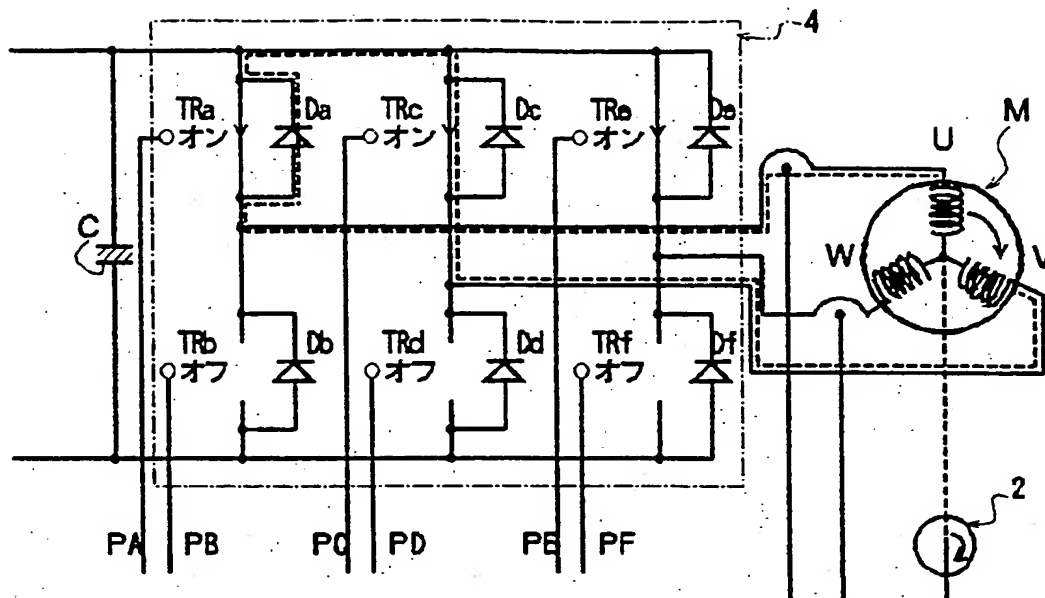 4
TRa Da TRc Dc TRe De
オン オン オン
M
U
C
W V
TRb Db TRd Dd TRf Df
オフ オフ オフ
2
PA PB PC PD PE PF